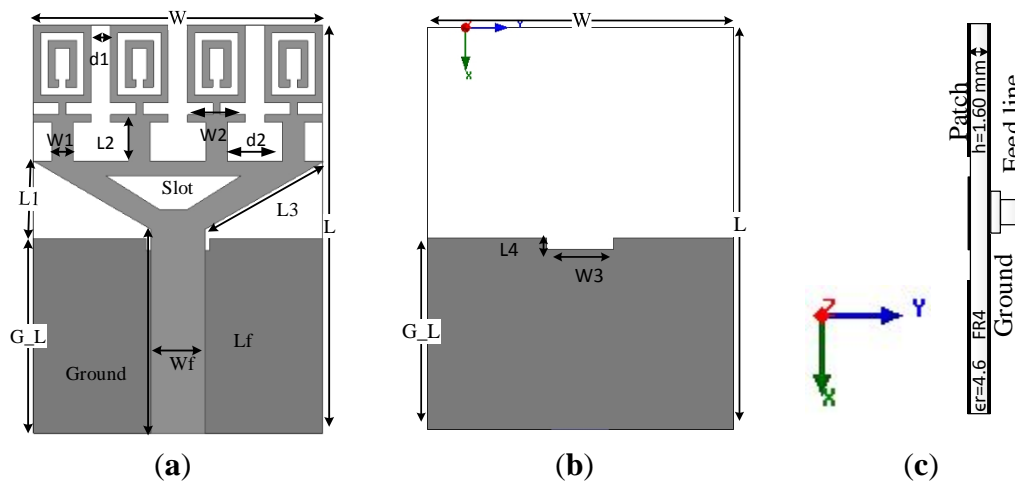 W
d1
W1
L2
W2
d2
Slot
L1
L3
L
G_L
Ground
Wf
Lf
(a)
W
X
L4
W3
L
G_L
(b)
Patch
h=1.60 mm
Feed line
Ground
FR4
ϵr=4.6
Z
Y
X
(c)